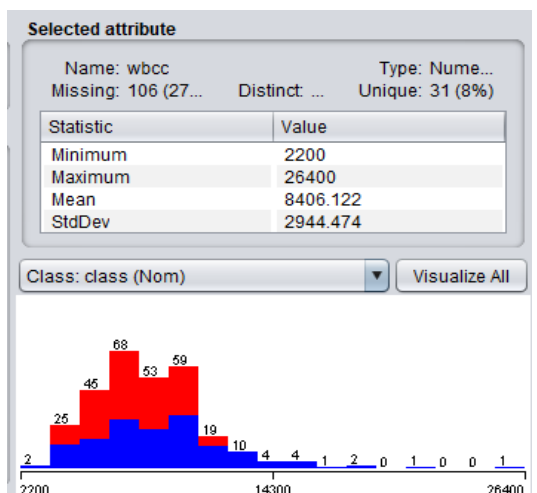 Selected attribute
Name: wbcc Type: Nume...
Missing: 106 (27... Distinct: ... Unique: 31 (8%)
Statistic Value
Minimum 2200
Maximum 26400
Mean 8406.122
StdDev 2944.474
Class: class (Nom) Visualize All
2 25 45 68 53 59 19 10 4 4 1 2 0 1 0 0 1
2200 14300 26400